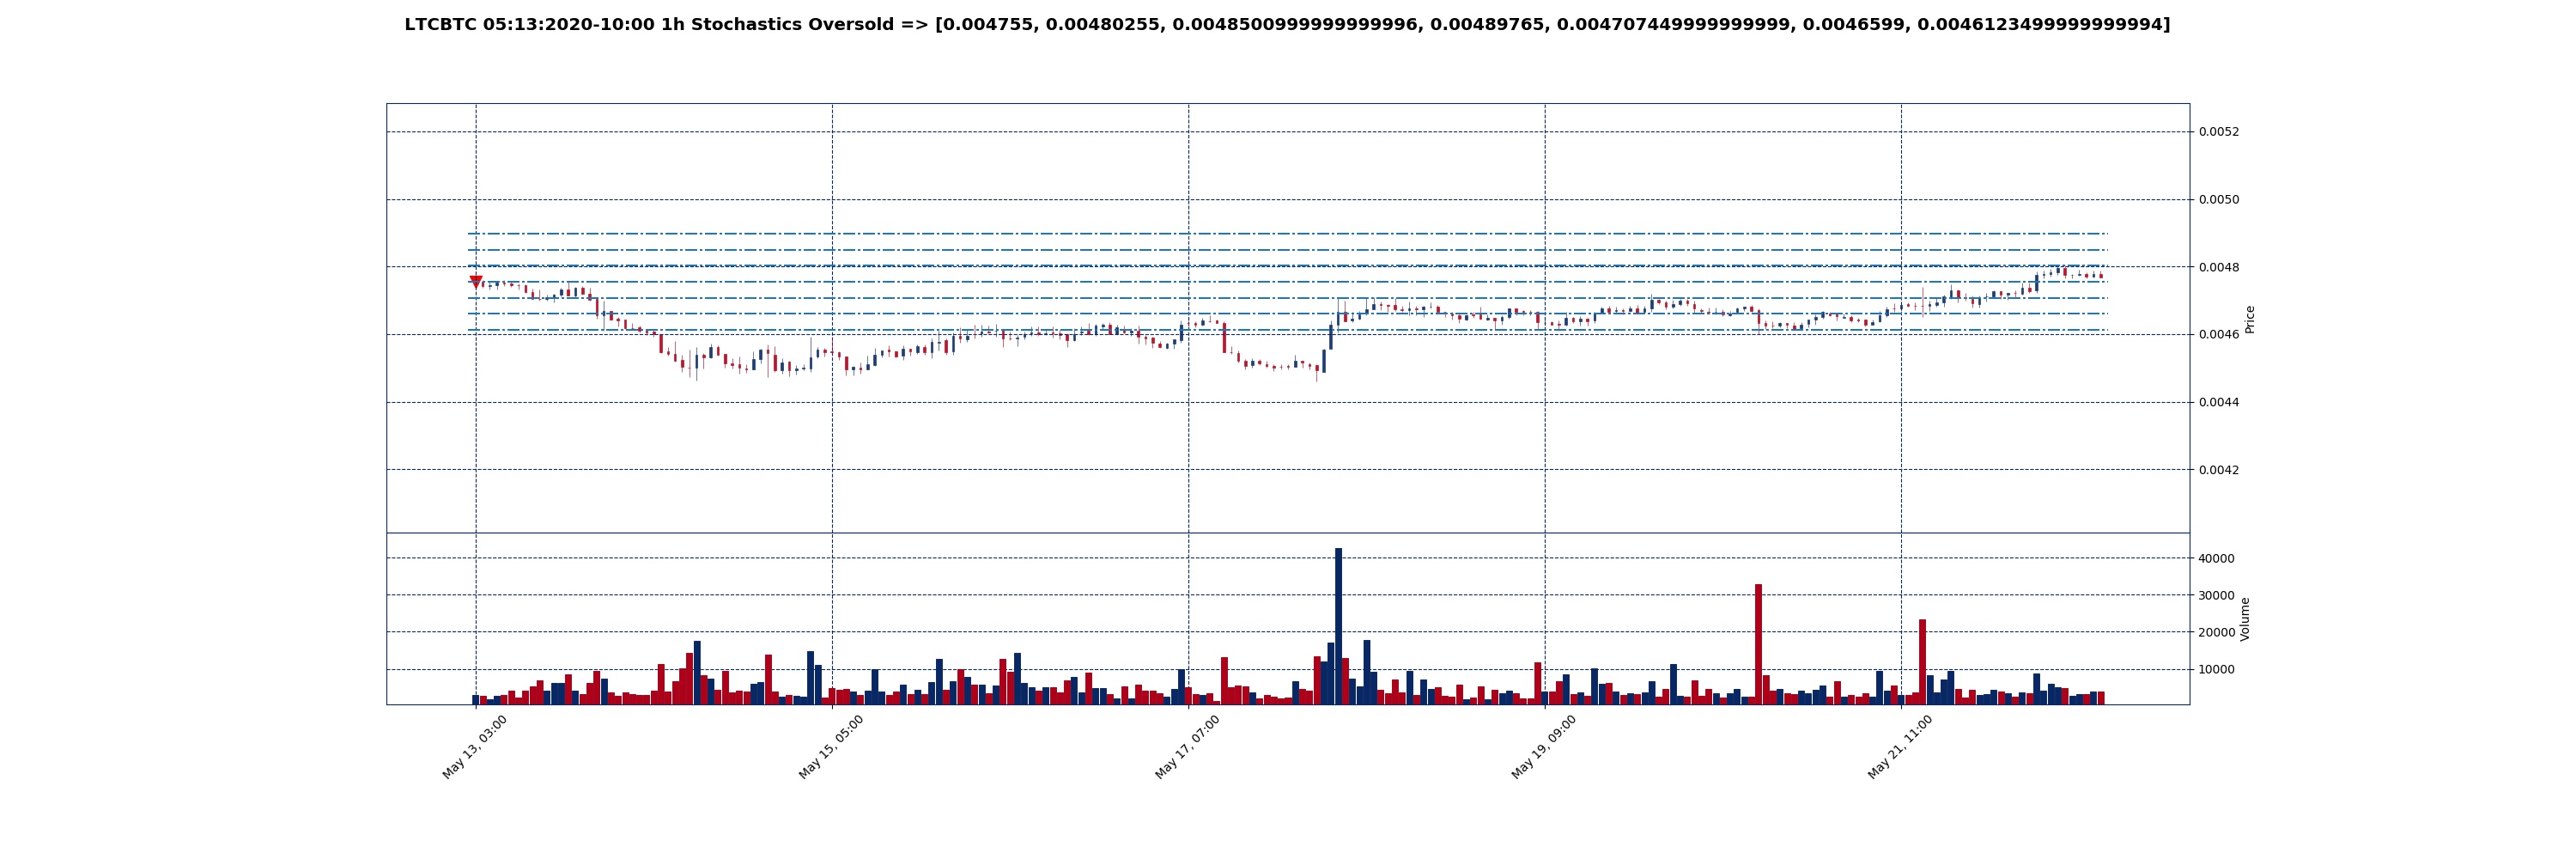 LTCBTC 05:13:2020-10:00 1h Stochastics Oversold => [0.004755, 0.00480255, 0.0048500999999999996, 0.00489765, 0.004707449999999999, 0.0046599, 0.0046123499999999994]
0.0052
0.0050
0.0048
0.0046
0.0044
0.0042
Price
40000
30000
20000
10000
Volume
May 13, 03:00
May 15, 05:00
May 17, 07:00
May 19, 09:00
May 21, 11:00